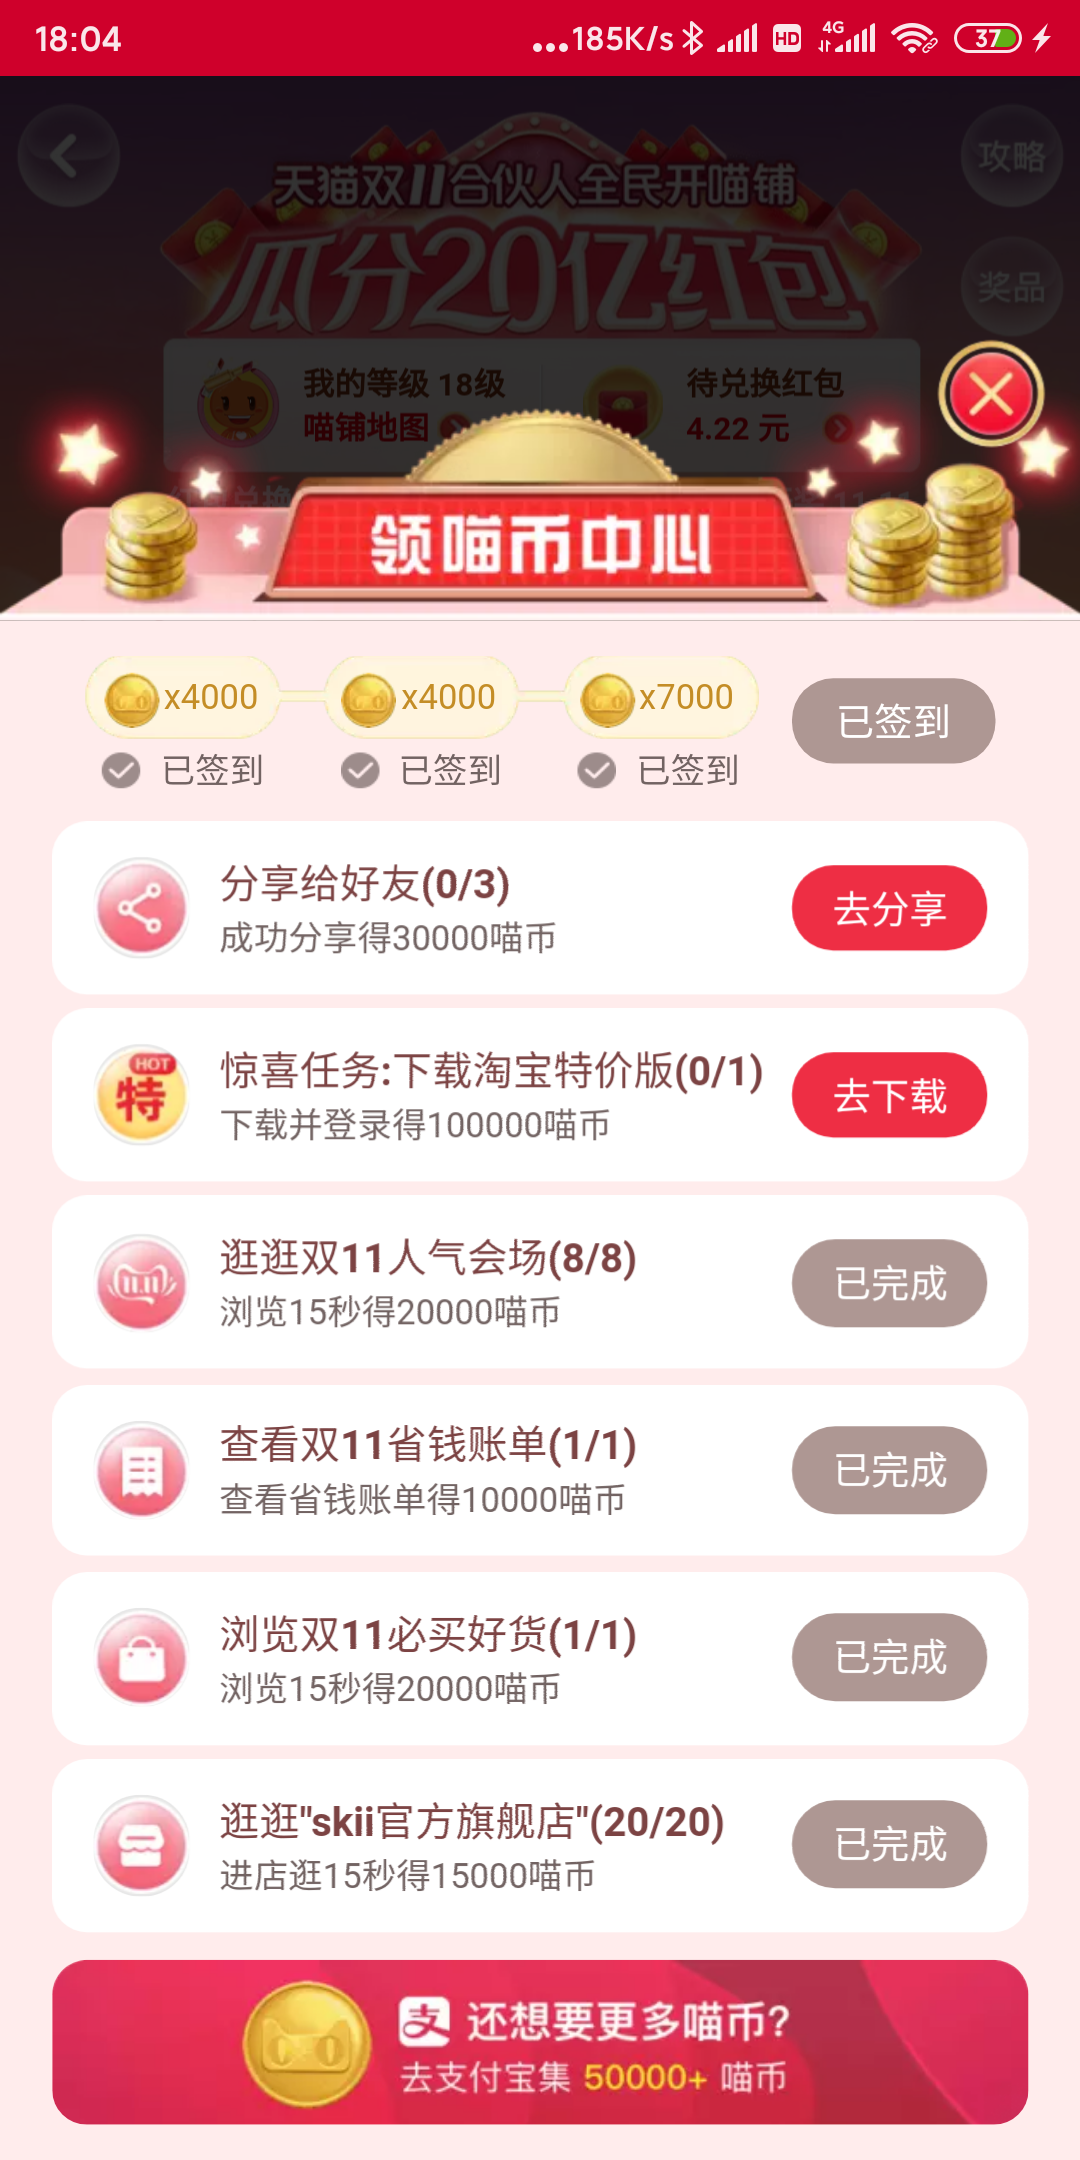 18:04
...185K/s HD 4G 37
攻略
天猫双11合伙人全民开喵铺
瓜分20亿红包
奖品
我的等级 18级
待兑换红包
喵铺地图
4.22 元
领喵币中心
x4000
x4000
x7000
已签到
已签到
已签到
已签到
分享给好友(0/3)
成功分享得30000喵币
去分享
HOT
特
惊喜任务:下载淘宝特价版(0/1)
下载并登录得100000喵币
去下载
11.11
逛逛双11人气会场(8/8)
浏览15秒得20000喵币
已完成
查看双11省钱账单(1/1)
查看省钱账单得10000喵币
已完成
浏览双11必买好货(1/1)
浏览15秒得20000喵币
已完成
逛逛"skii官方旗舰店"(20/20)
进店逛15秒得15000喵币
已完成
支 还想要更多喵币?
去支付宝集 50000+ 喵币